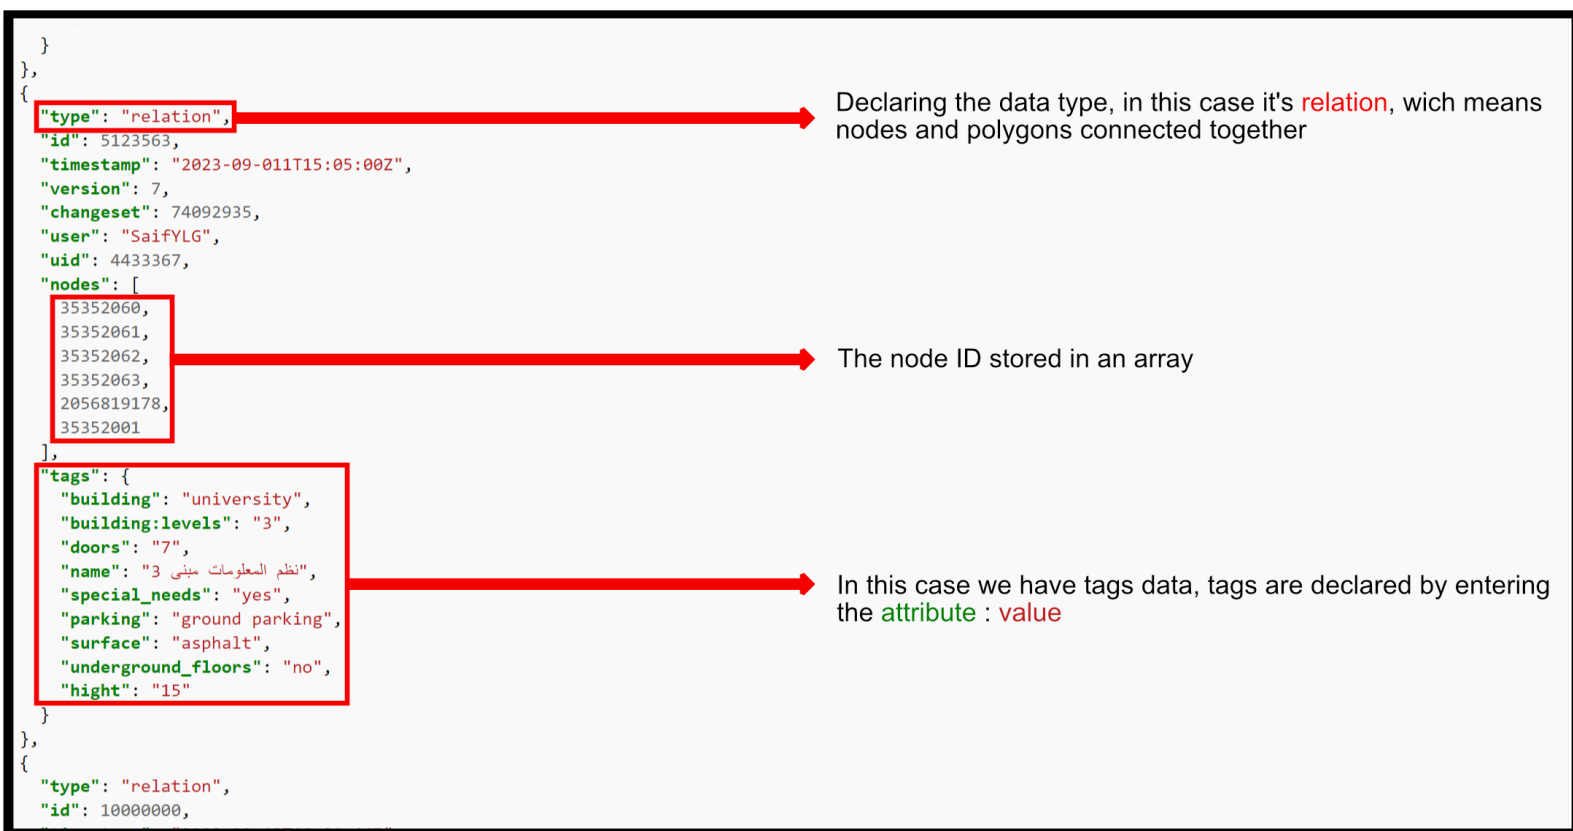 }
},
{
"type": "relation",
"id": 5123563,
"timestamp": "2023-09-011T15:05:00Z",
"version": 7,
"changeset": 74092935,
"user": "SaifYLG",
"uid": 4433367,
"nodes": [
35352060,
35352061,
35352062,
35352063,
2056819178,
35352001
],
"tags": {
"building": "university",
"building:levels": "3",
"doors": "7",
"name": "نظم المعلومات مبنى 3",
"special_needs": "yes",
"parking": "ground parking",
"surface": "asphalt",
"underground_floors": "no",
"hight": "15"
}
},
{
"type": "relation",
"id": 10000000,
Declaring the data type, in this case it's relation, wich means
nodes and polygons connected together
The node ID stored in an array
In this case we have tags data, tags are declared by entering
the attribute : value